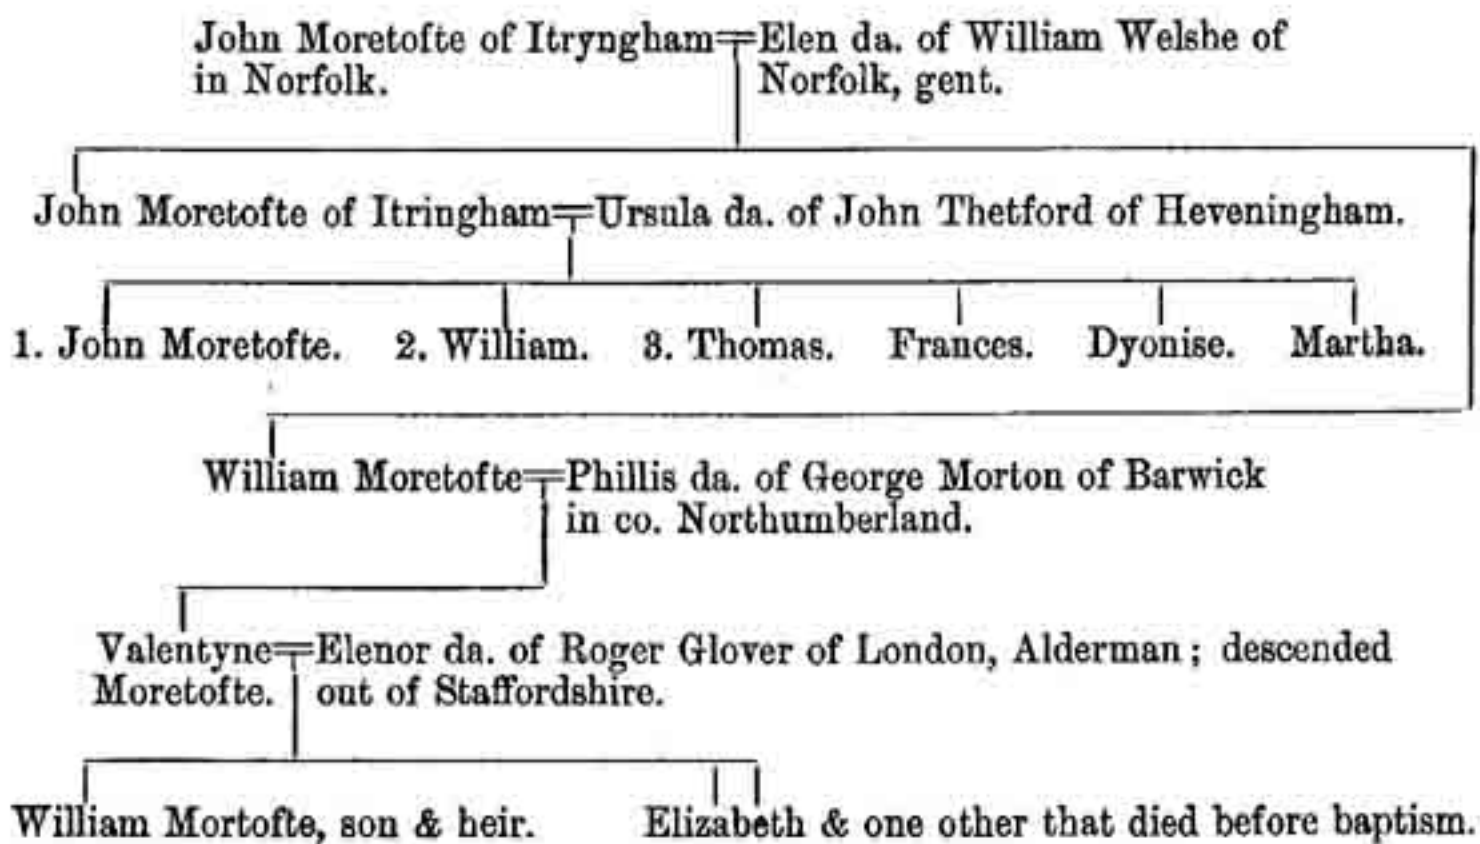 John Moretofte of Itryngham Elen da. of William Welshe of
in Norfolk. Norfolk, gent.
John Moretofte of Itringham Ursula da. of John Thetford of Heveningham.
1. John Moretofte. 2. William. 3. Thomas. Frances. Dyonise. Martha.
William Moretofte Phillis da. of George Morton of Barwick
in co. Northumberland.
Valentyne Elenor da. of Roger Glover of London, Alderman; descended
Moretofte. out of Staffordshire.
William Mortofte, son & heir. Elizabeth & one other that died before baptism.